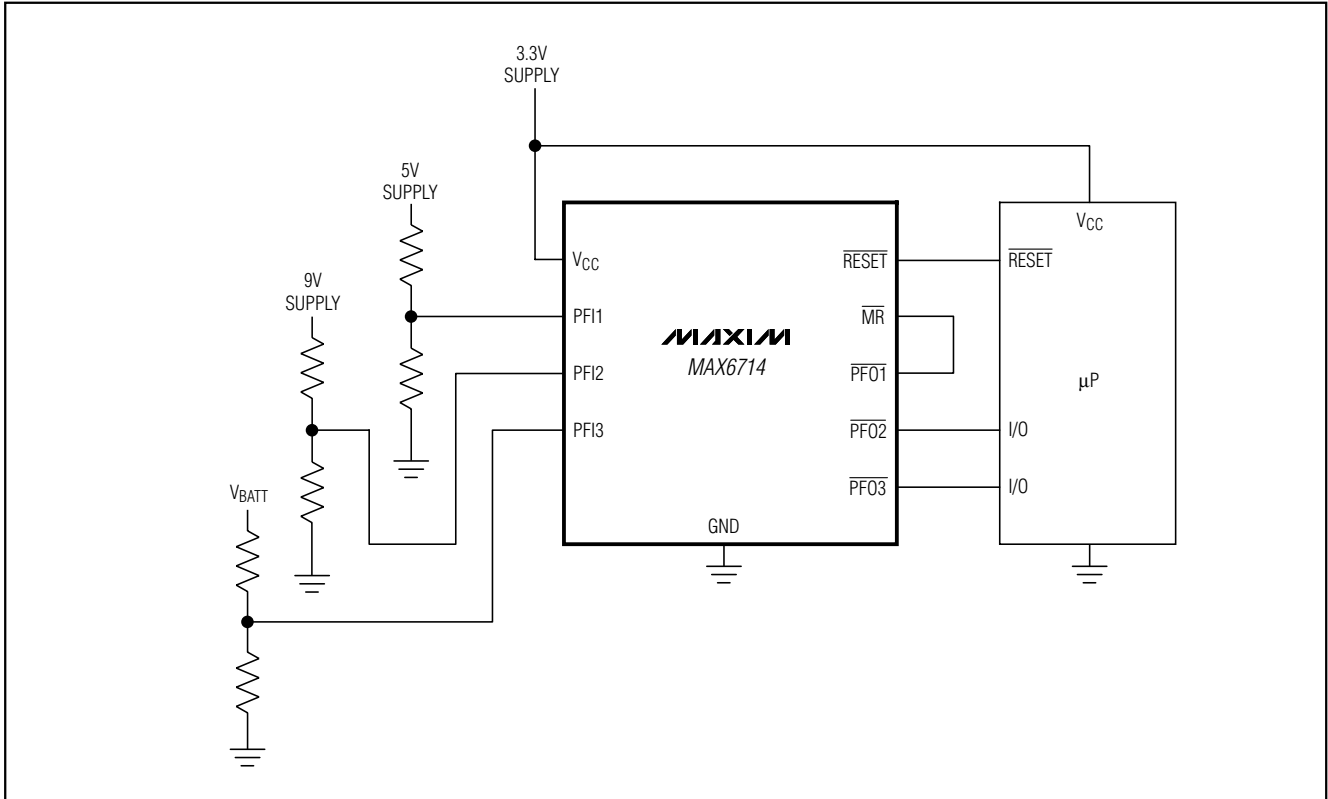 3.3V
SUPPLY
5V
SUPPLY
9V
SUPPLY
VBATT
VCC
PFI1
PFI2
PFI3
MAXIM
MAX6714
GND
RESET
MR
PFO1
PFO2
PFO3
VCC
RESET
μP
I/O
I/O